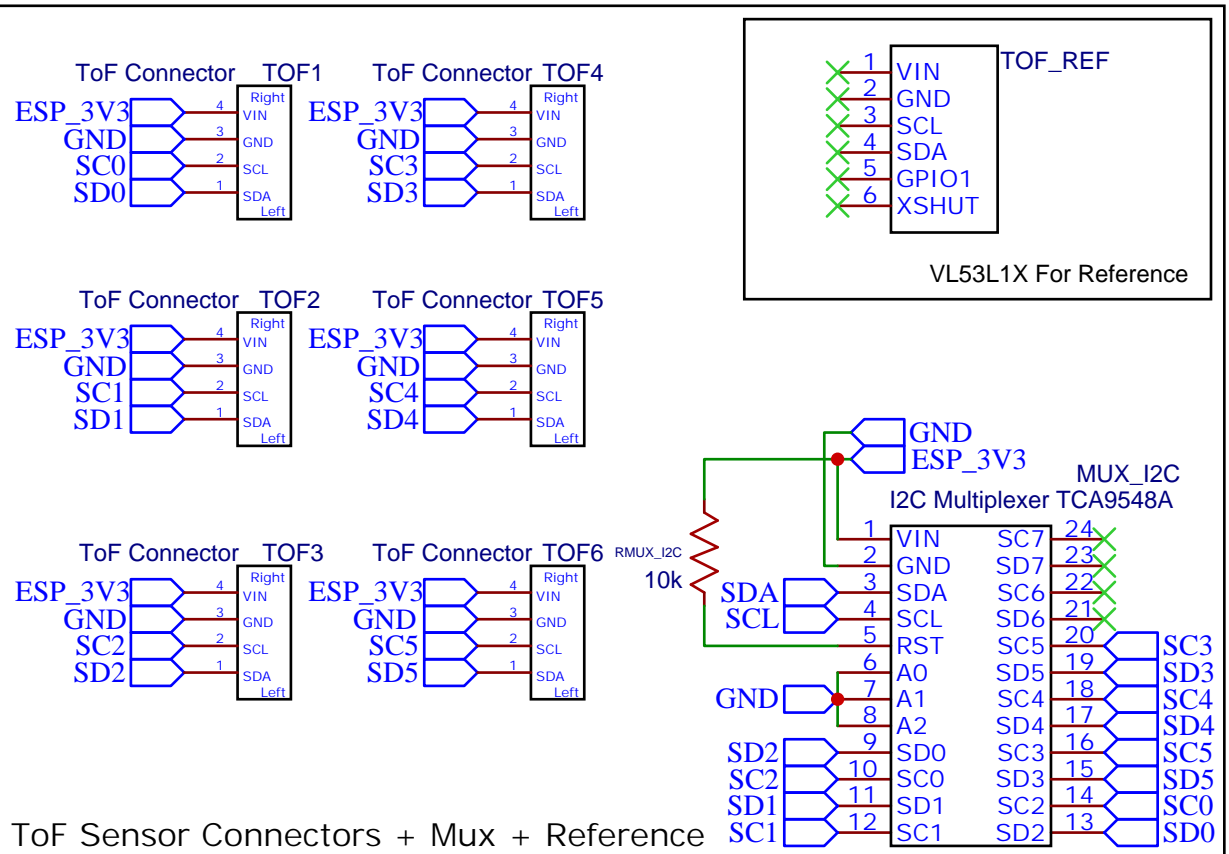 ToF Connector TOF1
Right
ESP_3V3 4 VIN
GND 3 GND
SC0 2 SCL
SD0 1 SDA
Left
ToF Connector TOF4
Right
ESP_3V3 4 VIN
GND 3 GND
SC3 2 SCL
SD3 1 SDA
Left
TOF_REF
1 VIN
2 GND
3 SCL
4 SDA
5 GPIO1
6 XSHUT
VL53L1X For Reference
ToF Connector TOF2
Right
ESP_3V3 4 VIN
GND 3 GND
SC1 2 SCL
SD1 1 SDA
Left
ToF Connector TOF5
Right
ESP_3V3 4 VIN
GND 3 GND
SC4 2 SCL
SD4 1 SDA
Left
ToF Connector TOF3
Right
ESP_3V3 4 VIN
GND 3 GND
SC2 2 SCL
SD2 1 SDA
Left
ToF Connector TOF6
Right
ESP_3V3 4 VIN
GND 3 GND
SC5 2 SCL
SD5 1 SDA
Left
GND
ESP_3V3
MUX_I2C
I2C Multiplexer TCA9548A
RMUX_I2C
10k
1 VIN SC7 24
2 GND SD7 23
SDA 3 SDA SC6 22
SCL 4 SCL SD6 21
5 RST SC5 20 SC3
6 A0 SD5 19 SD3
GND 7 A1 SC4 18 SC4
8 A2 SD4 17 SD4
SD2 9 SD0 SC3 16 SC5
SC2 10 SC0 SD3 15 SD5
SD1 11 SD1 SC2 14 SC0
SC1 12 SC1 SD2 13 SD0
ToF Sensor Connectors + Mux + Reference